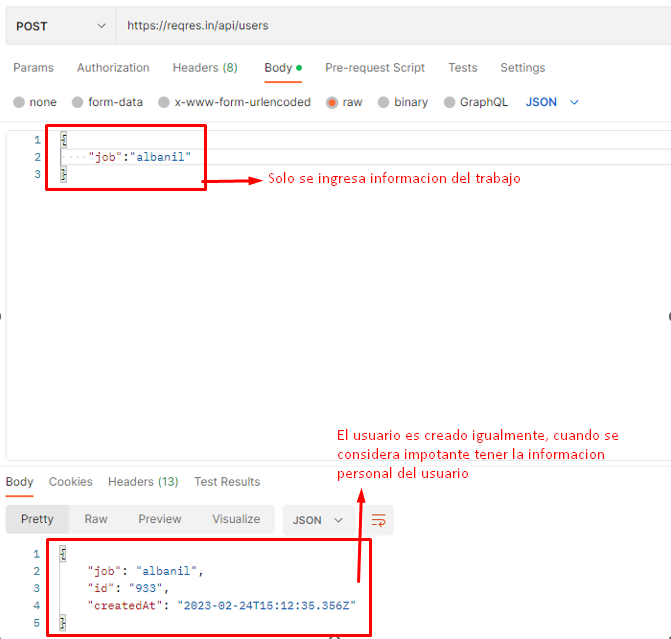 POST https://reqres.in/api/users
Params Authorization Headers (8) Body Pre-request Script Tests Settings
none form-data x-www-form-urlencoded raw binary GraphQL JSON
1 {
2 "job":"albanil"
3 }
Solo se ingresa informacion del trabajo
El usuario es creado igualmente, cuando se
considera impotante tener la informacion
personal del usuario
Body Cookies Headers (13) Test Results
Pretty Raw Preview Visualize JSON
1 {
2 "job": "albanil",
3 "id": "933",
4 "createdAt": "2023-02-24T15:12:35.356Z"
5 }